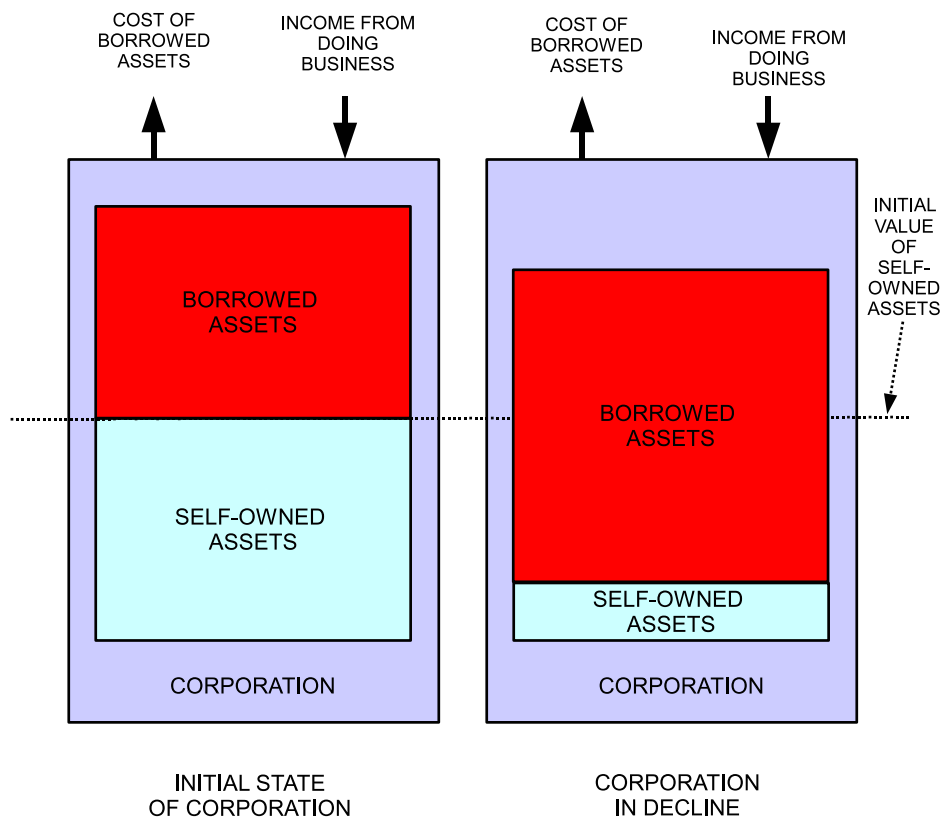 COST OF
BORROWED
ASSETS
INCOME FROM
DOING
BUSINESS
COST OF
BORROWED
ASSETS
INCOME FROM
DOING
BUSINESS
INITIAL
VALUE
OF
SELF-
OWNED
ASSETS
BORROWED
ASSETS
BORROWED
ASSETS
SELF-OWNED
ASSETS
SELF-OWNED
ASSETS
CORPORATION
CORPORATION
INITIAL STATE
OF CORPORATION
CORPORATION
IN DECLINE